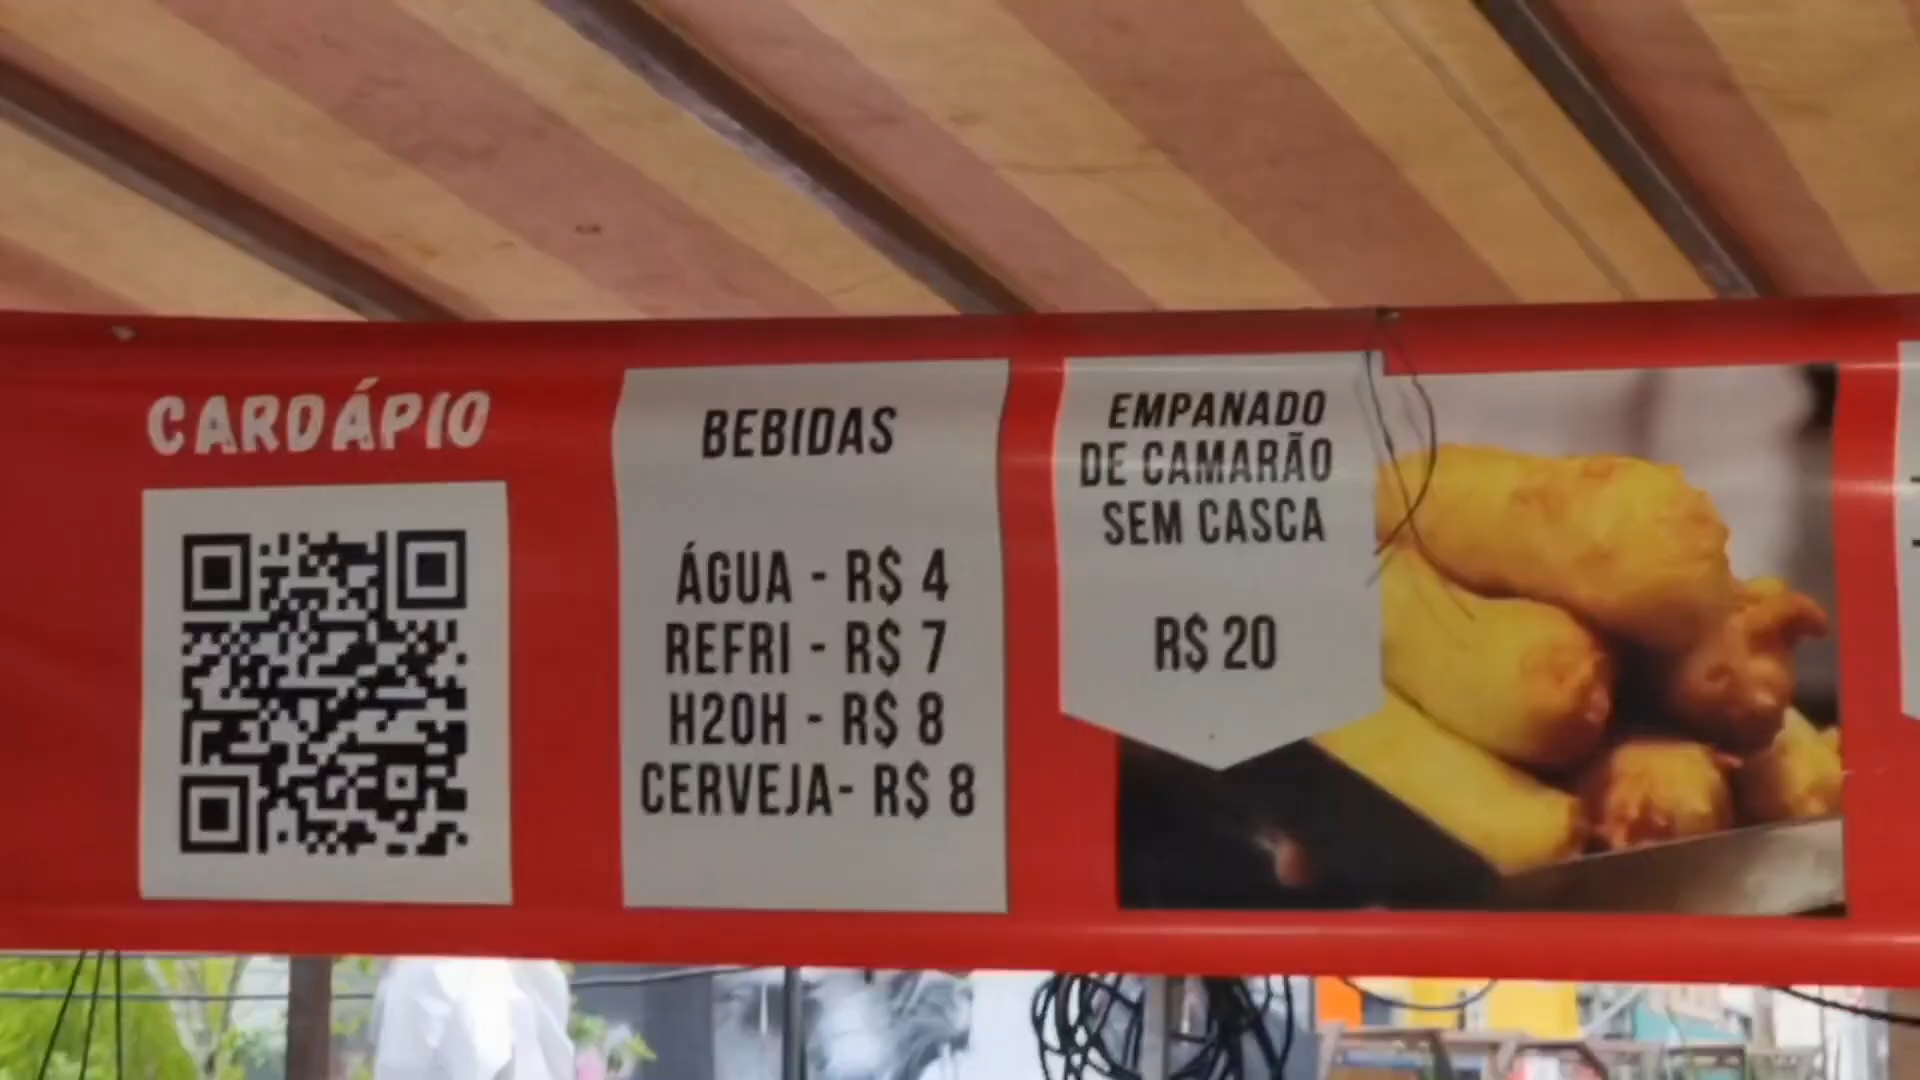 CARDÁPIO
BEBIDAS
ÁGUA - R$ 4
REFRI - R$ 7
H2OH - R$ 8
CERVEJA- R$ 8
EMPANADO
DE CAMARÃO
SEM CASCA
R$ 20